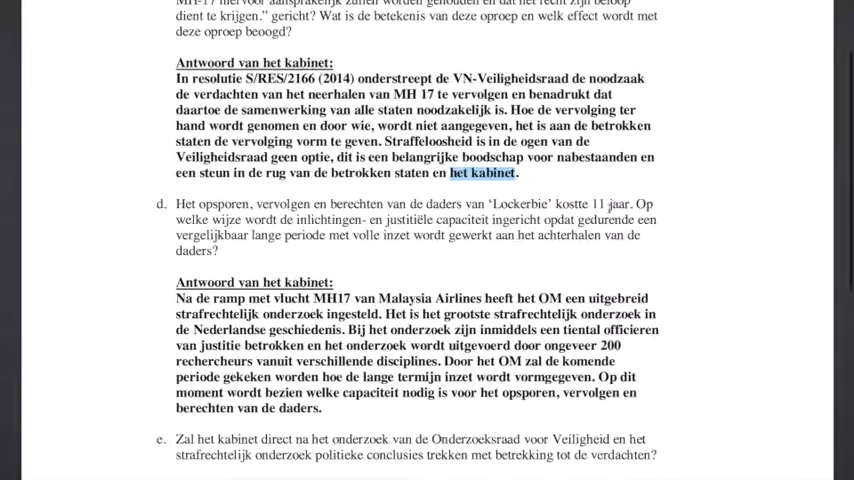 MH-17 hiervoor aansprakelijk zullen worden gehouden en dat het recht zijn beloop
dient te krijgen.” gericht? Wat is de betekenis van deze oproep en welk effect wordt met
deze oproep beoogd?
Antwoord van het kabinet:
In resolutie S/RES/2166 (2014) onderstreept de VN-Veiligheidsraad de noodzaak
de verdachten van het neerhalen van MH 17 te vervolgen en benadrukt dat
daartoe de samenwerking van alle staten noodzakelijk is. Hoe de vervolging ter
hand wordt genomen en door wie, wordt niet aangegeven, het is aan de betrokken
staten de vervolging vorm te geven. Straffeloosheid is in de ogen van de
Veiligheidsraad geen optie, dit is een belangrijke boodschap voor nabestaanden en
een steun in de rug van de betrokken staten en het kabinet.
d. Het opsporen, vervolgen en berechten van de daders van ‘Lockerbie’ kostte 11 jaar. Op
welke wijze wordt de inlichtingen- en justitiële capaciteit ingericht opdat gedurende een
vergelijkbaar lange periode met volle inzet wordt gewerkt aan het achterhalen van de
daders?
Antwoord van het kabinet:
Na de ramp met vlucht MH17 van Malaysia Airlines heeft het OM een uitgebreid
strafrechtelijk onderzoek ingesteld. Het is het grootste strafrechtelijk onderzoek in
de Nederlandse geschiedenis. Bij het onderzoek zijn inmiddels een tiental officieren
van justitie betrokken en het onderzoek wordt uitgevoerd door ongeveer 200
rechercheurs vanuit verschillende disciplines. Door het OM zal de komende
periode gekeken worden hoe de lange termijn inzet wordt vormgegeven. Op dit
moment wordt bezien welke capaciteit nodig is voor het opsporen, vervolgen en
berechten van de daders.
e. Zal het kabinet direct na het onderzoek van de Onderzoeksraad voor Veiligheid en het
strafrechtelijk onderzoek politieke conclusies trekken met betrekking tot de verdachten?